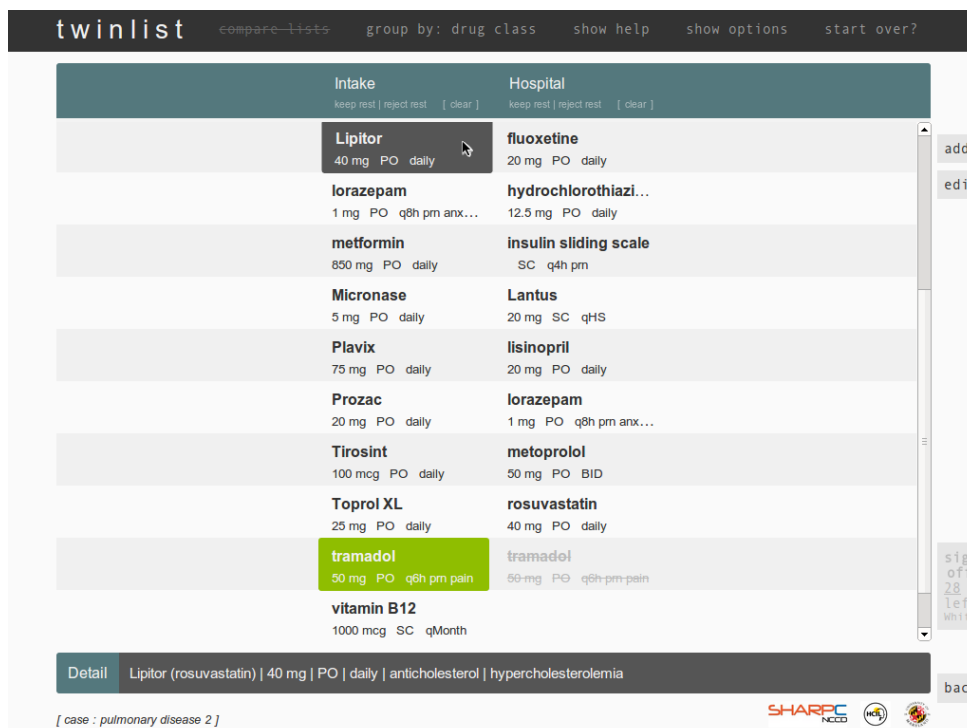 twinlist compare lists group by: drug class show help show options start over?
Intake Hospital
keep rest | reject rest [ clear ] keep rest | reject rest [ clear ]
Lipitor fluoxetine
40 mg PO daily 20 mg PO daily
add
edi
lorazepam hydrochlorothiazi...
1 mg PO q8h prn anx... 12.5 mg PO daily
metformin insulin sliding scale
850 mg PO daily SC q4h prn
Micronase Lantus
5 mg PO daily 20 mg SC qHS
Plavix lisinopril
75 mg PO daily 20 mg PO daily
Prozac lorazepam
20 mg PO daily 1 mg PO q8h prn anx...
Tirosint metoprolol
100 mcg PO daily 50 mg PO BID
Toprol XL rosuvastatin
25 mg PO daily 40 mg PO daily
tramadol tramadol
50 mg PO q6h prn pain 50 mg PO q6h prn pain
sig
of
28
lef
Whi
vitamin B12
1000 mcg SC qMonth
Detail Lipitor (rosuvastatin) | 40 mg | PO | daily | anticholesterol | hypercholesterolemia
bac
[ case : pulmonary disease 2 ]
SHARPC
NCCD
HCIL